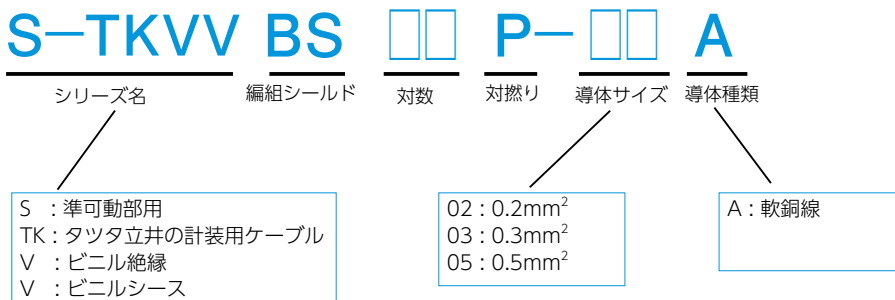 S－TKVV BS □□ P－□□ A
シリーズ名 編組シールド 対数 対撚り 導体サイズ 導体種類
S ：準可動部用
TK：タツタ立井の計装用ケーブル
V ：ビニル絶縁
V ：ビニルシース
02：0.2mm²
03：0.3mm²
05：0.5mm²
A：軟銅線